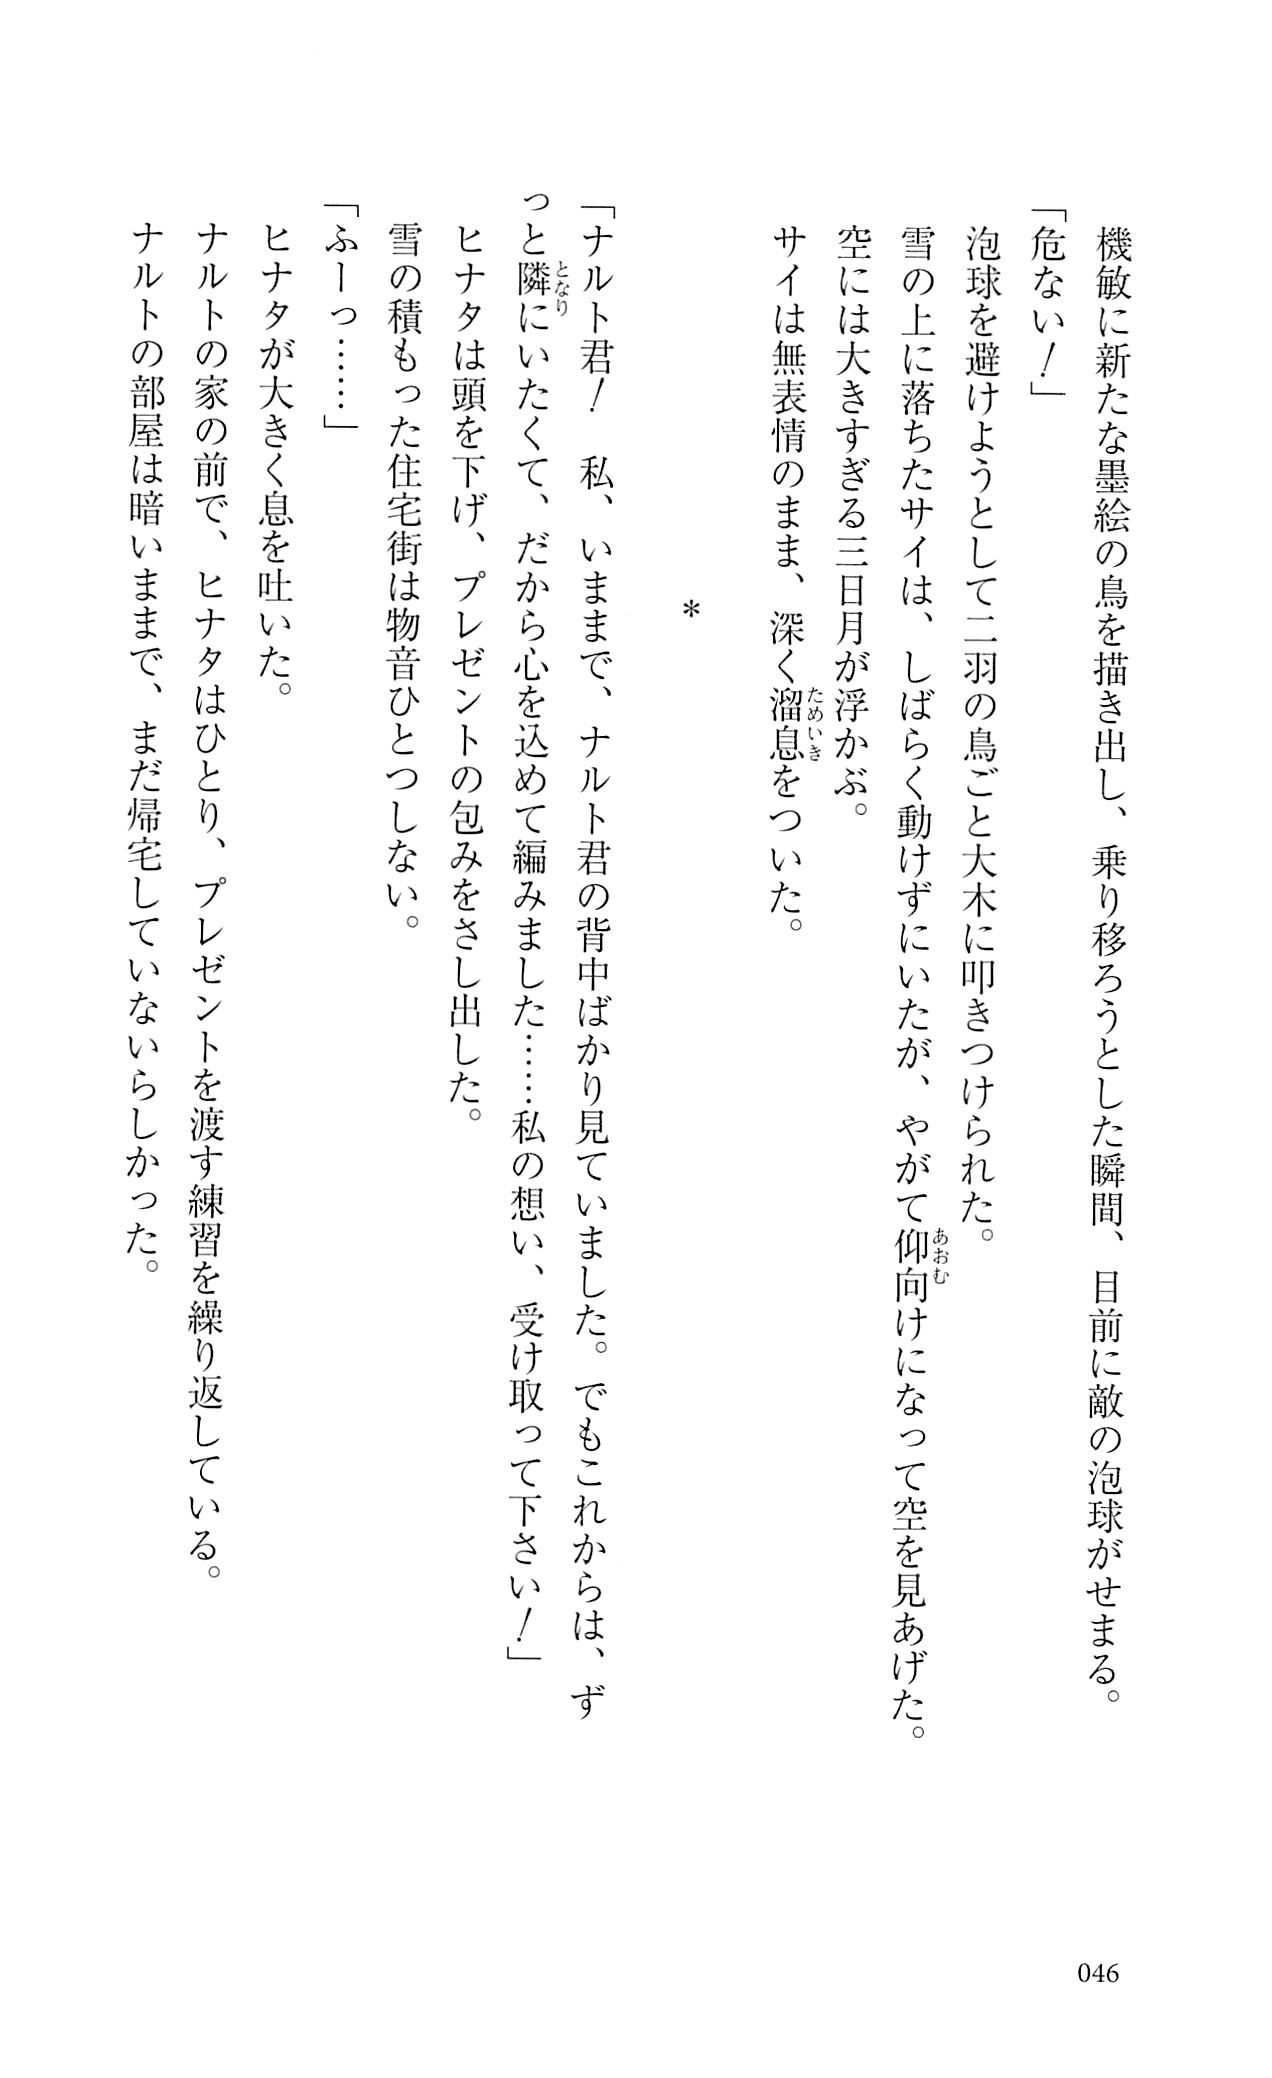 機敏に新たな墨絵の鳥を描き出し、乗り移ろうとした瞬間、目前に敵の泡球がせまる。
「危ない！」
泡球を避けようとして二羽の鳥ごと大木に叩きつけられた。
雪の上に落ちたサイは、しばらく動けずにいたが、やがて仰向けになって空を見あげた。
あおむ
空には大きすぎる三日月が浮かぶ。
サイは無表情のまま、深く溜息をついた。
ためいき
*
「ナルト君！　私、いままで、ナルト君の背中ばかり見ていました。でもこれからは、ず
っと隣にいたくて、だから心を込めて編みました……私の想い、受け取って下さい！」
となり
ヒナタは頭を下げ、プレゼントの包みをさし出した。
雪の積もった住宅街は物音ひとつしない。
「ふーっ……」
ヒナタが大きく息を吐いた。
ナルトの家の前で、ヒナタはひとり、プレゼントを渡す練習を繰り返している。
ナルトの部屋は暗いままで、まだ帰宅していないらしかった。
046